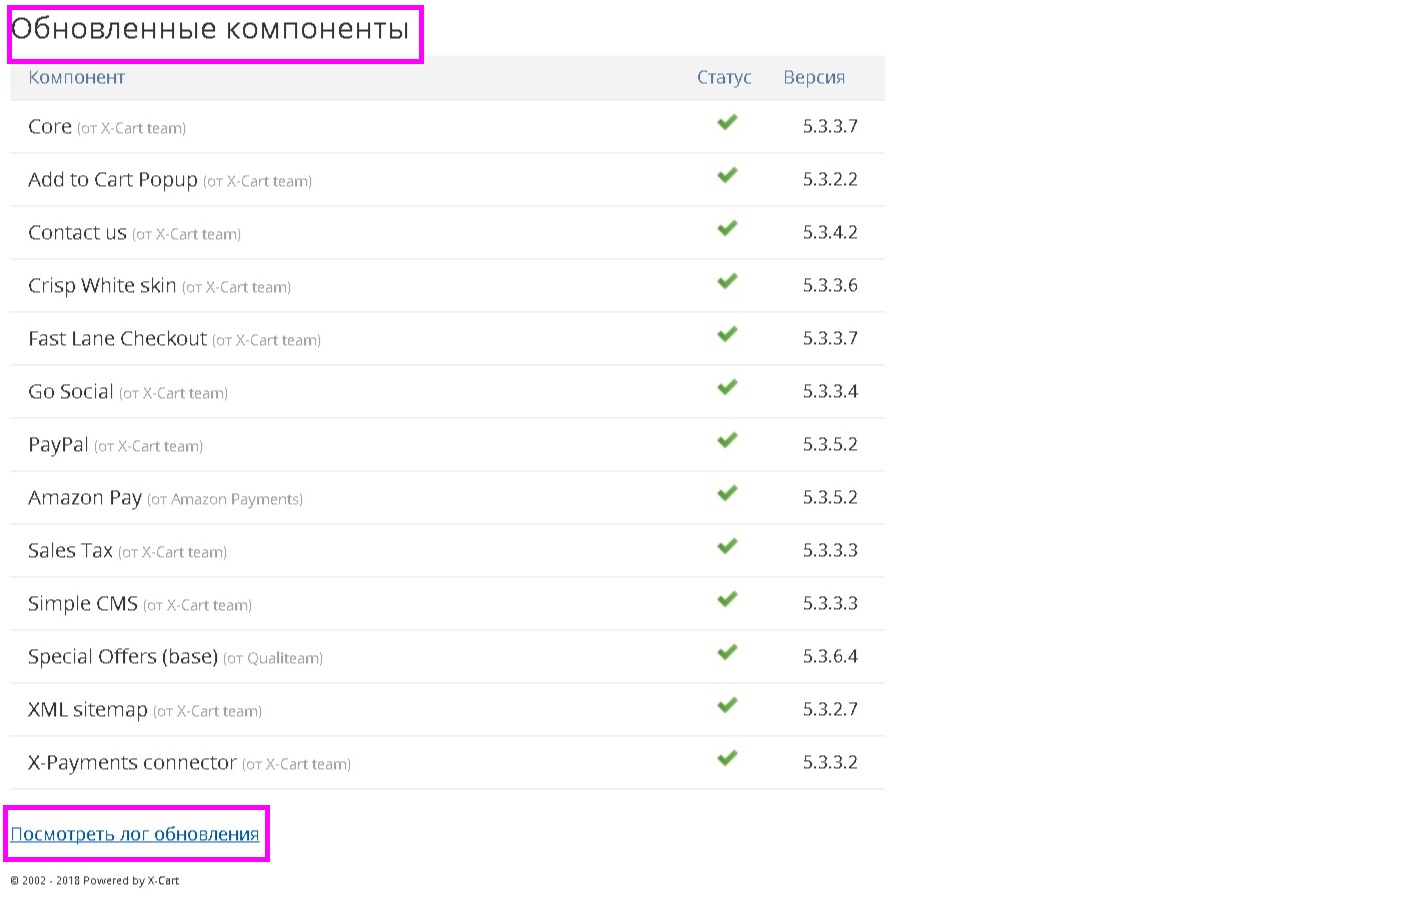 Обновленные компоненты
Компонент Статус Версия
Core (от X-Cart team) 5.3.3.7
Add to Cart Popup (от X-Cart team) 5.3.2.2
Contact us (от X-Cart team) 5.3.4.2
Crisp White skin (от X-Cart team) 5.3.3.6
Fast Lane Checkout (от X-Cart team) 5.3.3.7
Go Social (от X-Cart team) 5.3.3.4
PayPal (от X-Cart team) 5.3.5.2
Amazon Pay (от Amazon Payments) 5.3.5.2
Sales Tax (от X-Cart team) 5.3.3.3
Simple CMS (от X-Cart team) 5.3.3.3
Special Offers (base) (от Qualiteam) 5.3.6.4
XML sitemap (от X-Cart team) 5.3.2.7
X-Payments connector (от X-Cart team) 5.3.3.2
Посмотреть лог обновления
© 2002 - 2018 Powered by X-Cart